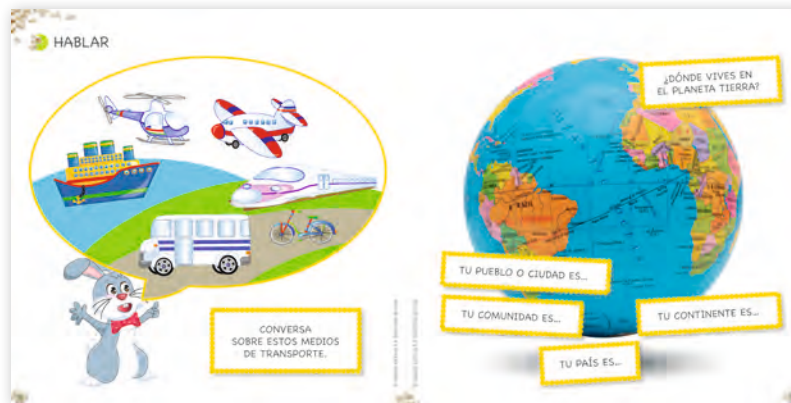 HABLAR
CONVERSA
SOBRE ESTOS MEDIOS
DE TRANSPORTE.
¿DÓNDE VIVES EN
EL PLANETA TIERRA?
TU PUEBLO O CIUDAD ES...
TU COMUNIDAD ES...
TU CONTINENTE ES...
TU PAÍS ES...